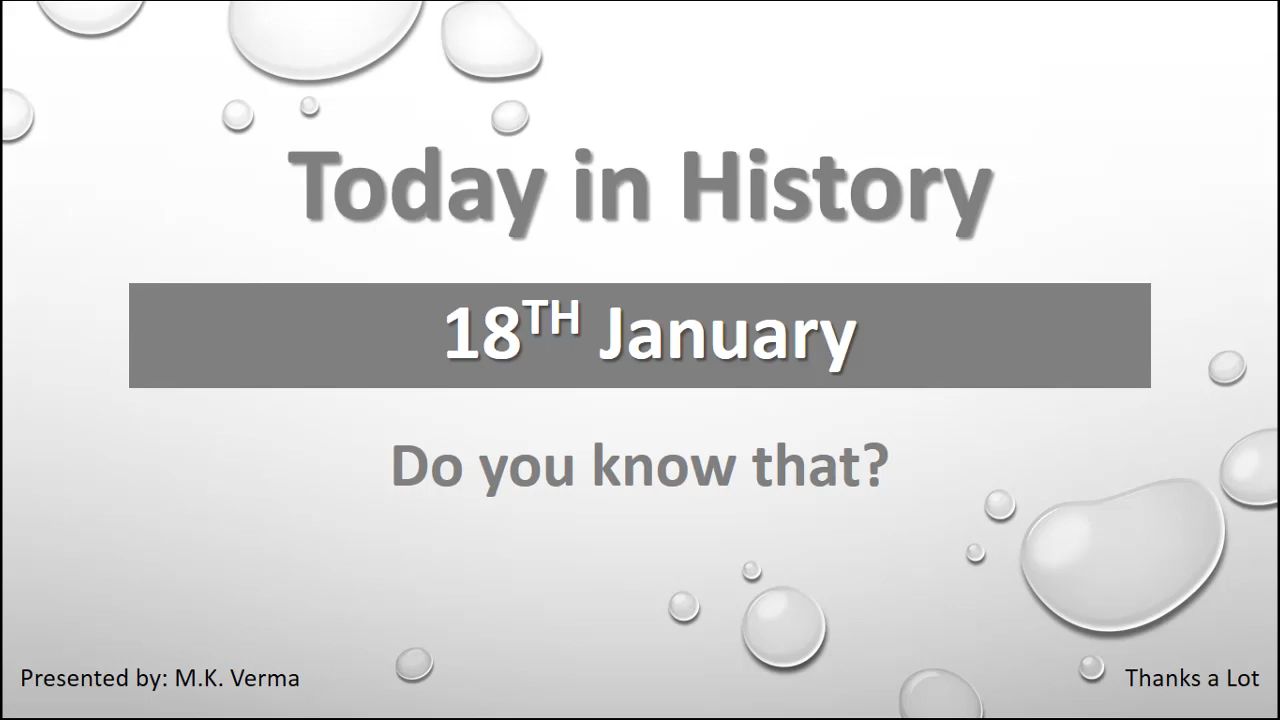 Today in History
18TH January
Do you know that?
Presented by: M.K. Verma
Thanks a Lot